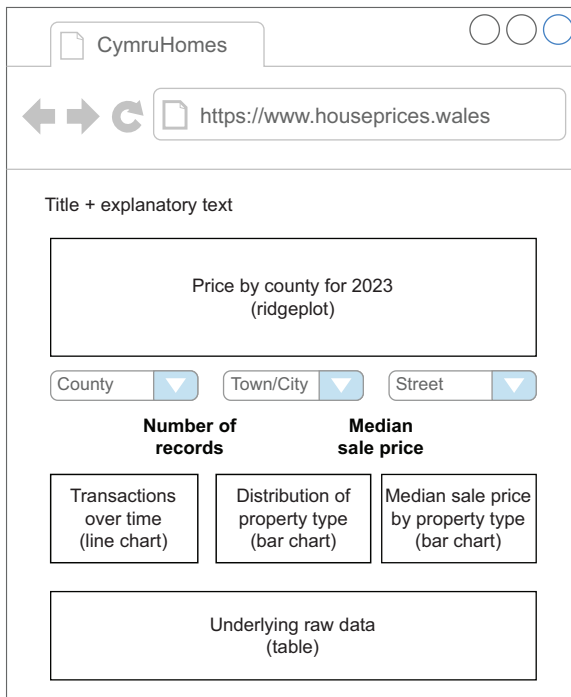 CymruHomes
https://www.houseprices.wales
Title + explanatory text
Price by county for 2023
(ridgeplot)
County
Town/City
Street
Number of
records
Median
sale price
Transactions
over time
(line chart)
Distribution of
property type
(bar chart)
Median sale price
by property type
(bar chart)
Underlying raw data
(table)